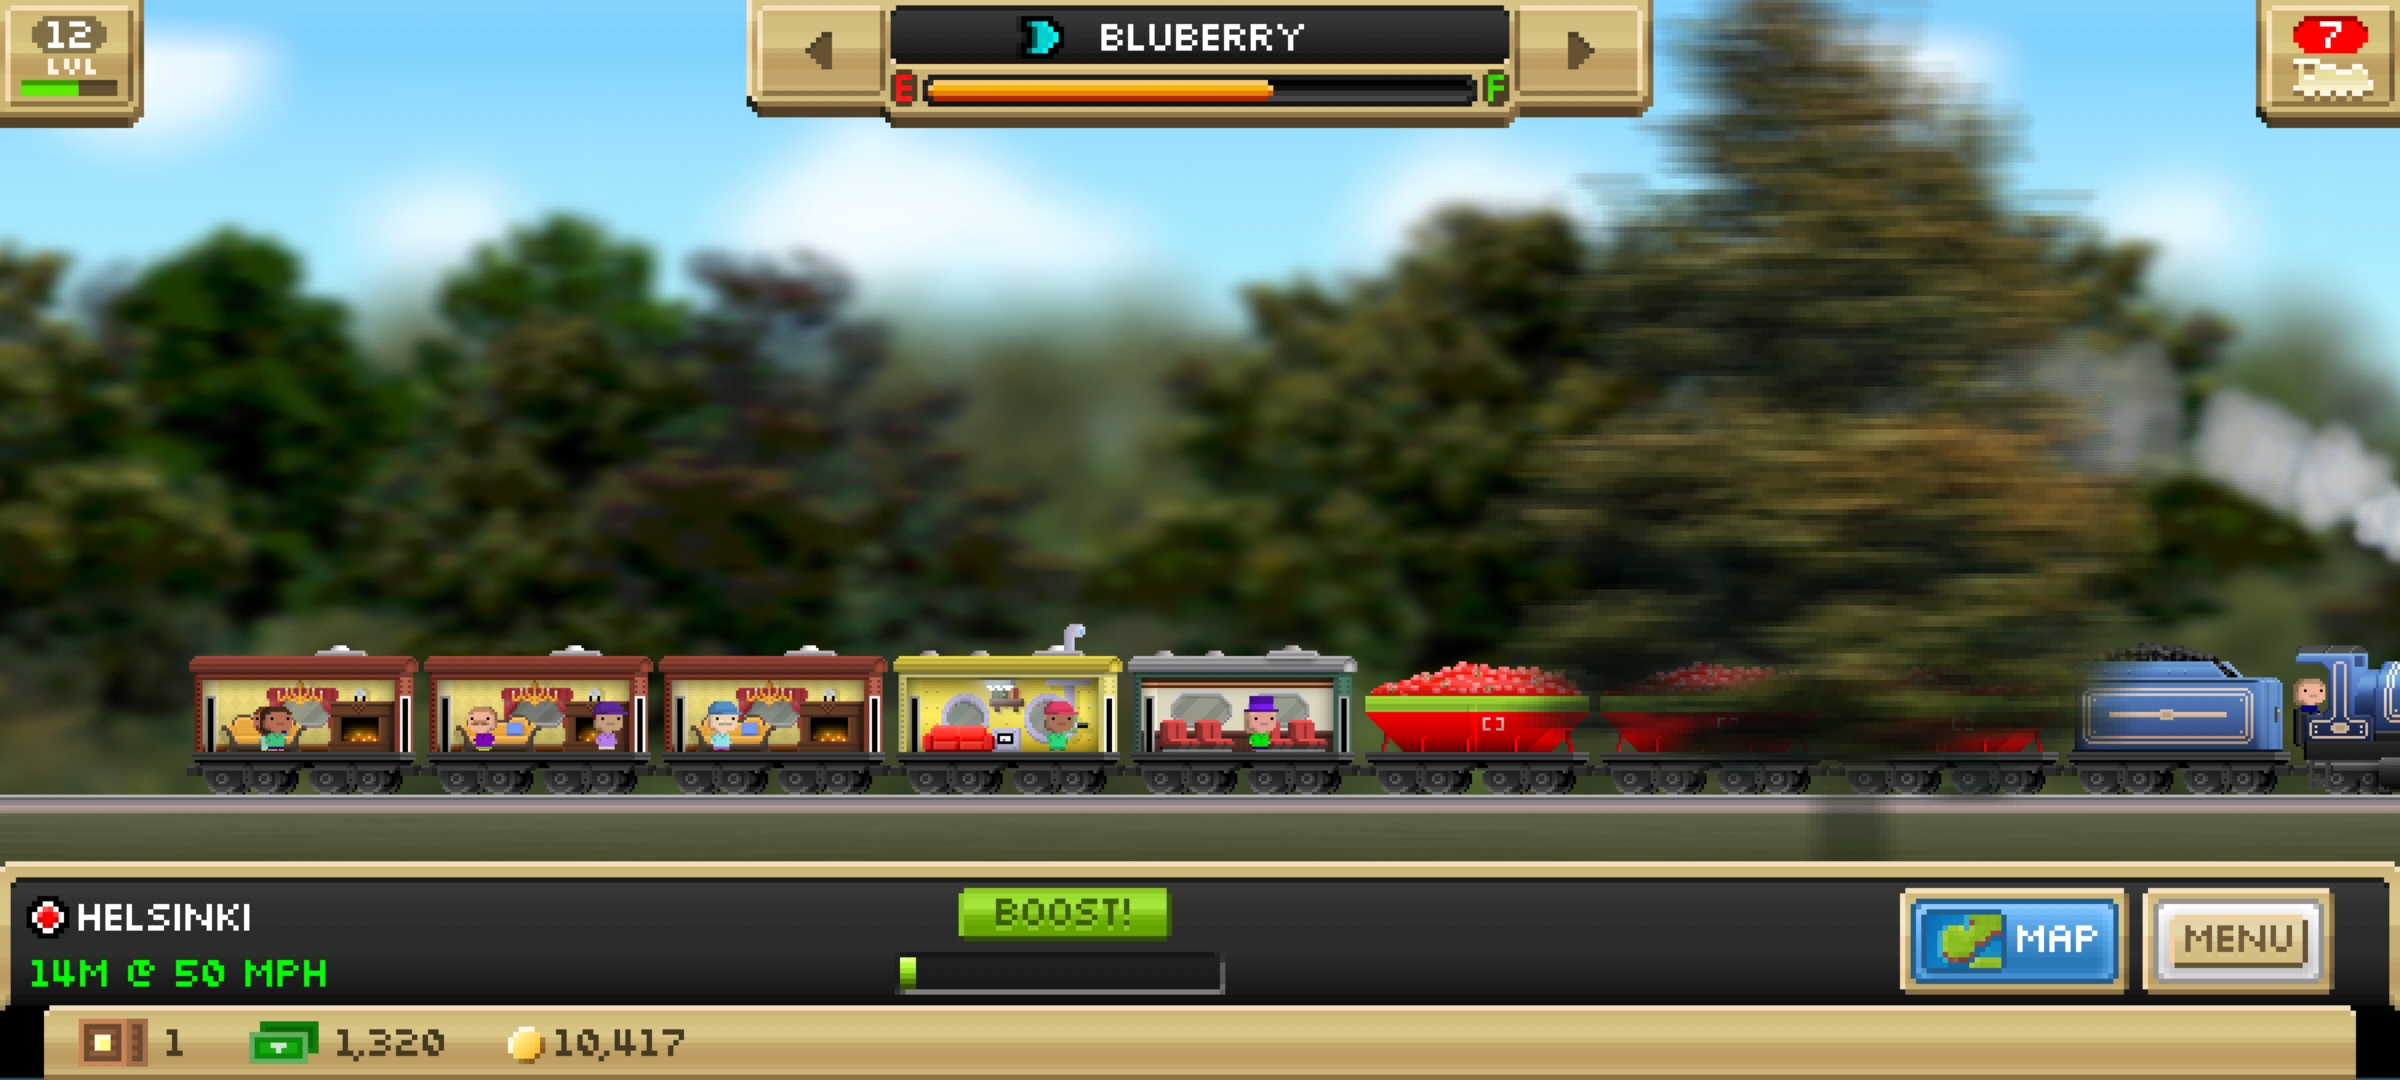 12
LVL
BLUBERRY
E F
7
HELSINKI
14M @ 50 MPH
BOOST!
MAP
MENU
1
1,320
10,417